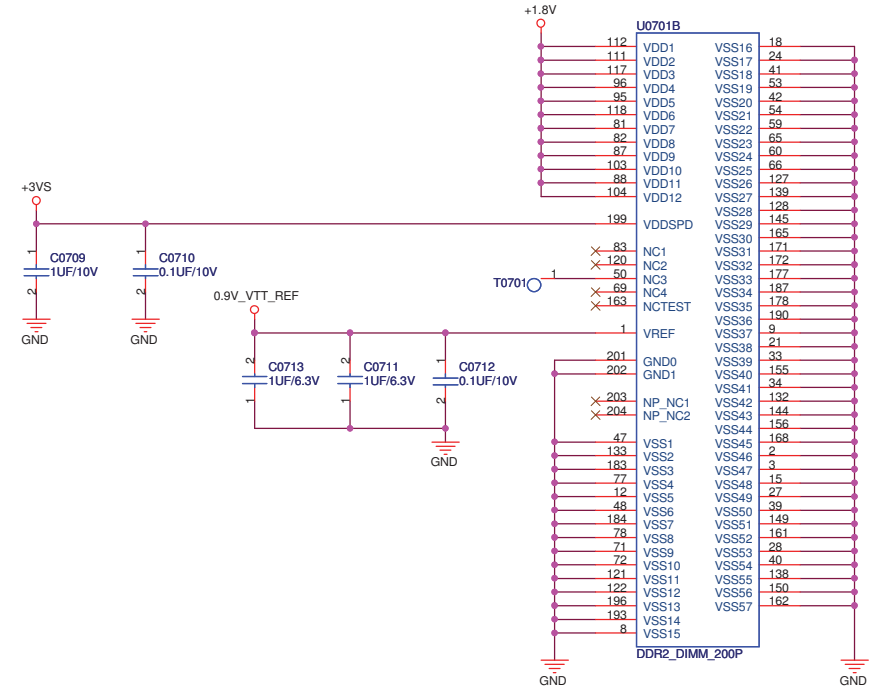 +1.8V
U0701B
112 VDD1 VSS16 18
111 VDD2 VSS17 24
117 VDD3 VSS18 41
96 VDD4 VSS19 53
95 VDD5 VSS20 42
118 VDD6 VSS21 54
81 VDD7 VSS22 59
82 VDD8 VSS23 65
87 VDD9 VSS24 60
103 VDD10 VSS25 66
88 VDD11 VSS26 127
104 VDD12 VSS27 139
VSS28 128
+3VS
199 VDDSPD VSS29 145
VSS30 165
83 NC1 VSS31 171
120 NC2 VSS32 172
50 NC3 VSS33 177
69 NC4 VSS34 187
163 NCTEST VSS35 178
VSS36 190
1 VREF VSS37 9
VSS38 21
201 GND0 VSS39 33
202 GND1 VSS40 155
VSS41 34
203 NP_NC1 VSS42 132
204 NP_NC2 VSS43 144
VSS44 156
47 VSS1 VSS45 168
133 VSS2 VSS46 2
183 VSS3 VSS47 3
77 VSS4 VSS48 15
12 VSS5 VSS49 27
48 VSS6 VSS50 39
184 VSS7 VSS51 149
78 VSS8 VSS52 161
71 VSS9 VSS53 28
72 VSS10 VSS54 40
121 VSS11 VSS55 138
122 VSS12 VSS56 150
196 VSS13 VSS57 162
193 VSS14
8 VSS15
DDR2_DIMM_200P
GND
GND
1
C0709
1UF/10V
2
GND
1
C0710
0.1UF/10V
2
GND
T0701
1
0.9V_VTT_REF
2
C0713
1UF/6.3V
1
2
C0711
1UF/6.3V
1
1
C0712
0.1UF/10V
2
GND